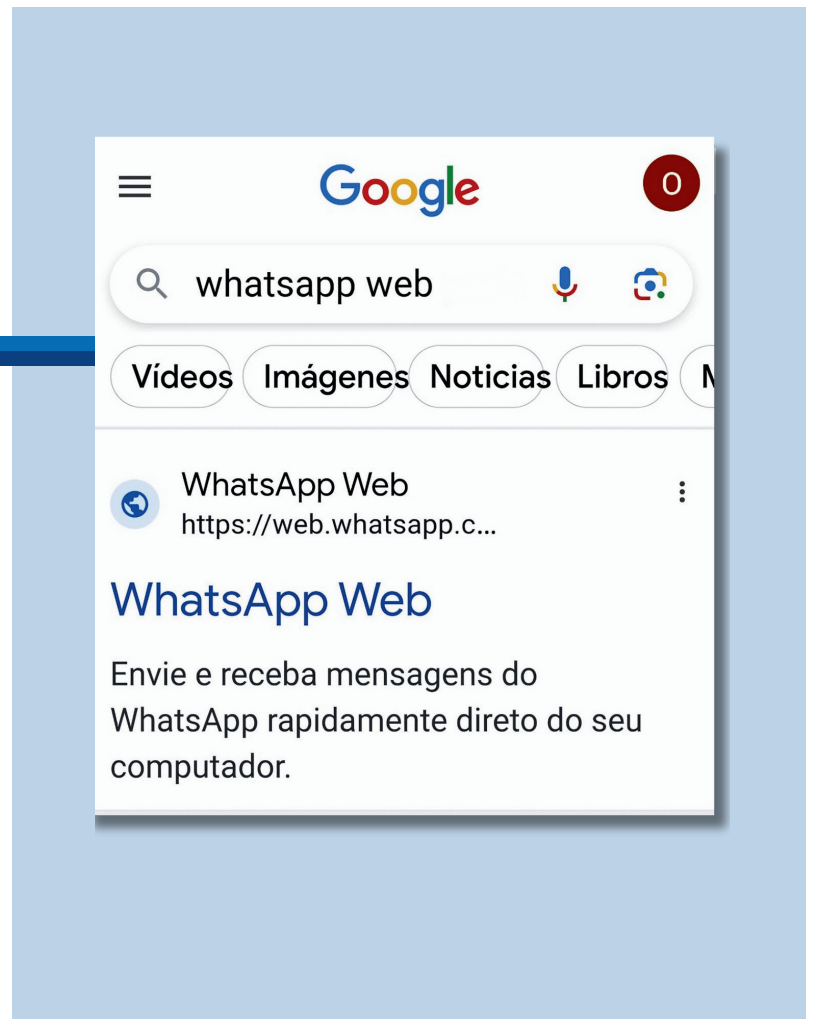 Google
O
whatsapp web
Vídeos Imágenes Noticias Libros
WhatsApp Web
https://web.whatsapp.c...
WhatsApp Web
Envie e receba mensagens do
WhatsApp rapidamente direto do seu
computador.